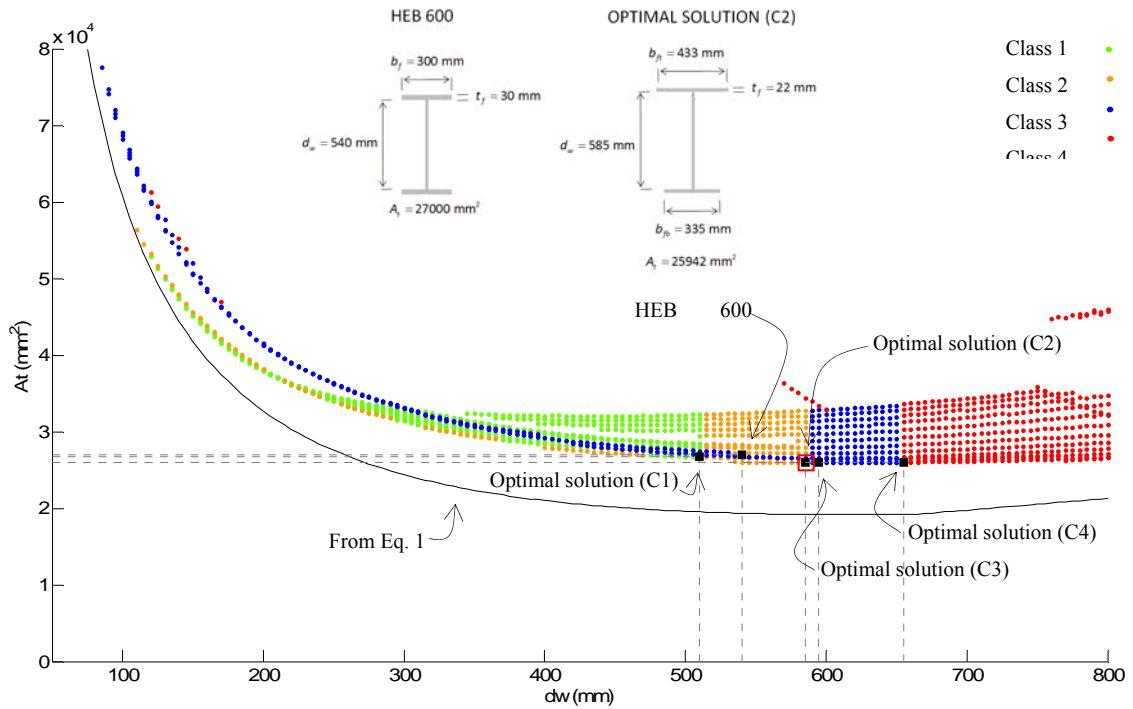 HEB 600
OPTIMAL SOLUTION (C2)
b_f = 300 mm
t_f = 30 mm
d_w = 540 mm
A_t = 27000 mm²
b_ft = 433 mm
t_f = 22 mm
d_w = 585 mm
b_fb = 335 mm
A_t = 25942 mm²
Class 1
Class 2
Class 3
Class 4
x 10⁴
8
7
6
5
4
3
2
1
0
At (mm²)
HEB 600
Optimal solution (C2)
Optimal solution (C1)
From Eq. 1
Optimal solution (C4)
Optimal solution (C3)
100 200 300 400 500 600 700 800
dw (mm)